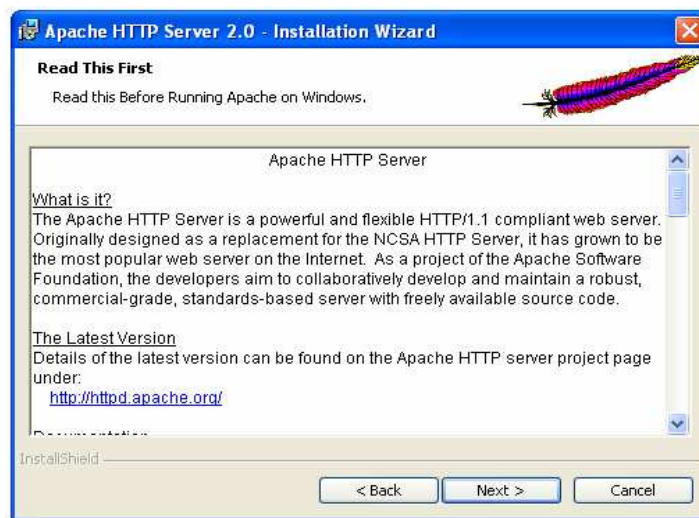 Apache HTTP Server 2.0 - Installation Wizard
Read This First
Read this Before Running Apache on Windows.
Apache HTTP Server
What is it?
The Apache HTTP Server is a powerful and flexible HTTP/1.1 compliant web server.
Originally designed as a replacement for the NCSA HTTP Server, it has grown to be
the most popular web server on the Internet. As a project of the Apache Software
Foundation, the developers aim to collaboratively develop and maintain a robust,
commercial-grade, standards-based server with freely available source code.
The Latest Version
Details of the latest version can be found on the Apache HTTP server project page
under:
http://httpd.apache.org/
Documentation
InstallShield
< Back
Next >
Cancel